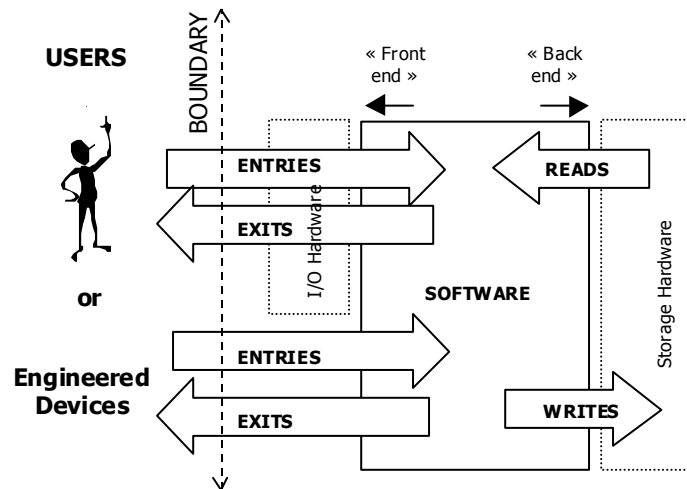 USERS
BOUNDARY
« Front
end »
« Back
end »
ENTRIES
READS
EXITS
I/O Hardware
or
SOFTWARE
Storage Hardware
ENTRIES
Engineered
Devices
EXITS
WRITES